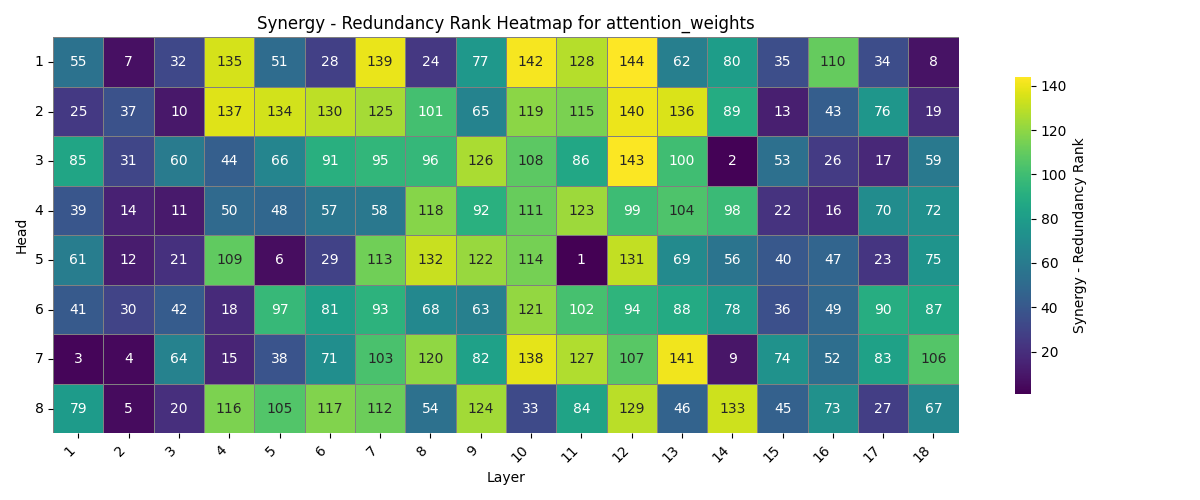 Synergy - Redundancy Rank Heatmap for attention_weights
Head
1 55 7 32 135 51 28 139 24 77 142 128 144 62 80 35 110 34 8
2 25 37 10 137 134 130 125 101 65 119 115 140 136 89 13 43 76 19
3 85 31 60 44 66 91 95 96 126 108 86 143 100 2 53 26 17 59
4 39 14 11 50 48 57 58 118 92 111 123 99 104 98 22 16 70 72
5 61 12 21 109 6 29 113 132 122 114 1 131 69 56 40 47 23 75
6 41 30 42 18 97 81 93 68 63 121 102 94 88 78 36 49 90 87
7 3 4 64 15 38 71 103 120 82 138 127 107 141 9 74 52 83 106
8 79 5 20 116 105 117 112 54 124 33 84 129 46 133 45 73 27 67
1 2 3 4 5 6 7 8 9 10 11 12 13 14 15 16 17 18
Layer
140
120
100
80
60
40
20
Synergy - Redundancy Rank